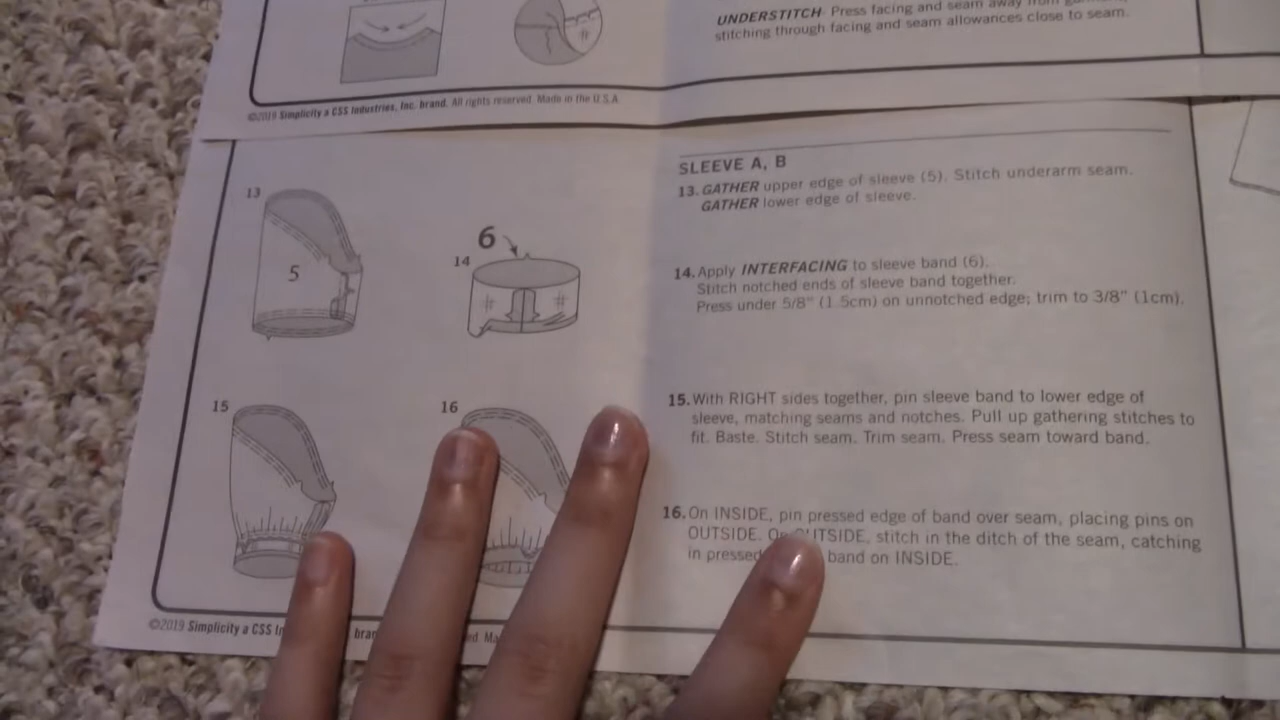 UNDERSTITCH- Press facing and seam away from
stitching through facing and seam allowances close to seam.
©2019 Simplicity a CSS Industries, Inc. brand. All rights reserved. Made in the U.S.A.
SLEEVE A, B
13. GATHER upper edge of sleeve (5). Stitch underarm seam.
GATHER lower edge of sleeve.
13
5
6
14
14. Apply INTERFACING to sleeve band (6).
Stitch notched ends of sleeve band together.
Press under 5/8" (1.5cm) on unnotched edge; trim to 3/8" (1cm).
15
16
15. With RIGHT sides together, pin sleeve band to lower edge of
sleeve, matching seams and notches. Pull up gathering stitches to
fit. Baste. Stitch seam. Trim seam. Press seam toward band.
16. On INSIDE, pin pressed edge of band over seam, placing pins on
OUTSIDE. On OUTSIDE, stitch in the ditch of the seam, catching
in pressed band on INSIDE.
©2019 Simplicity a CSS